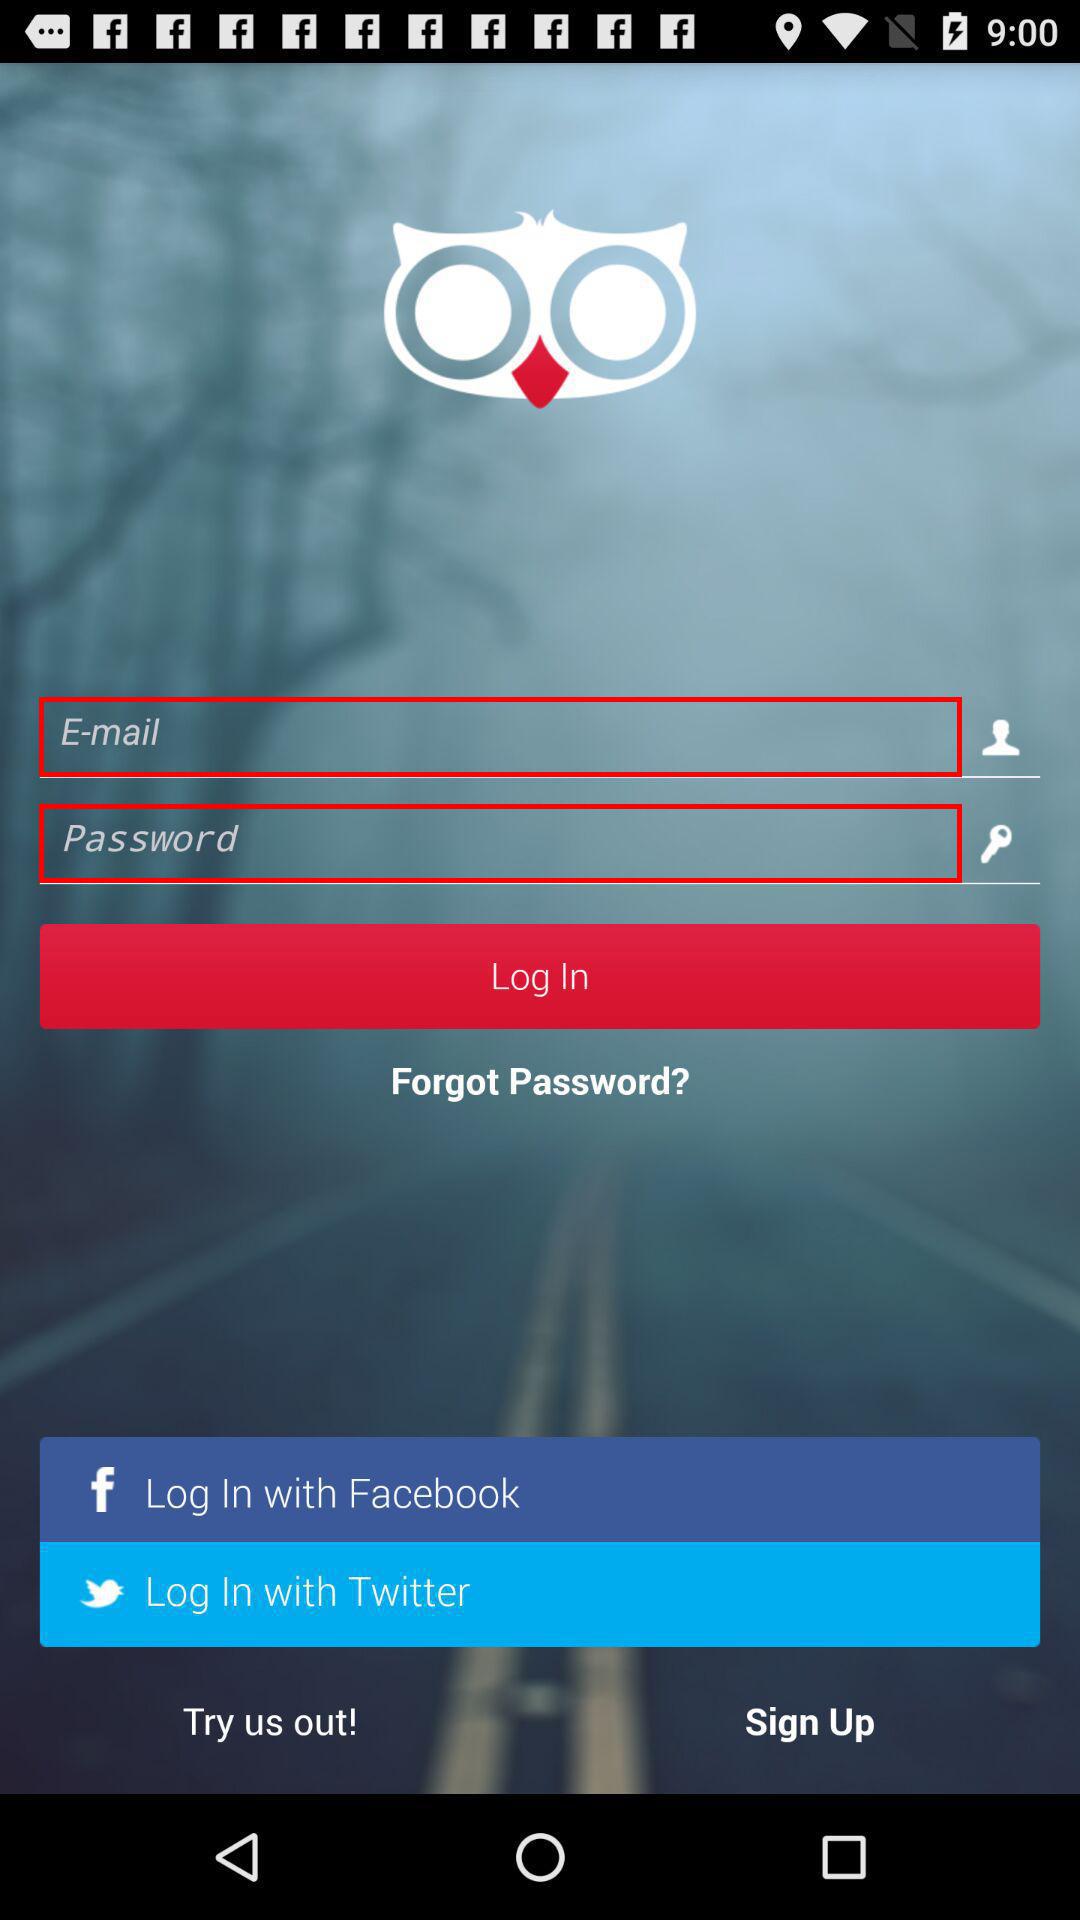 9:00
E-mail
Password
Log In
Forgot Password?
Log In with Facebook
Log In with Twitter
Try us out!
Sign Up